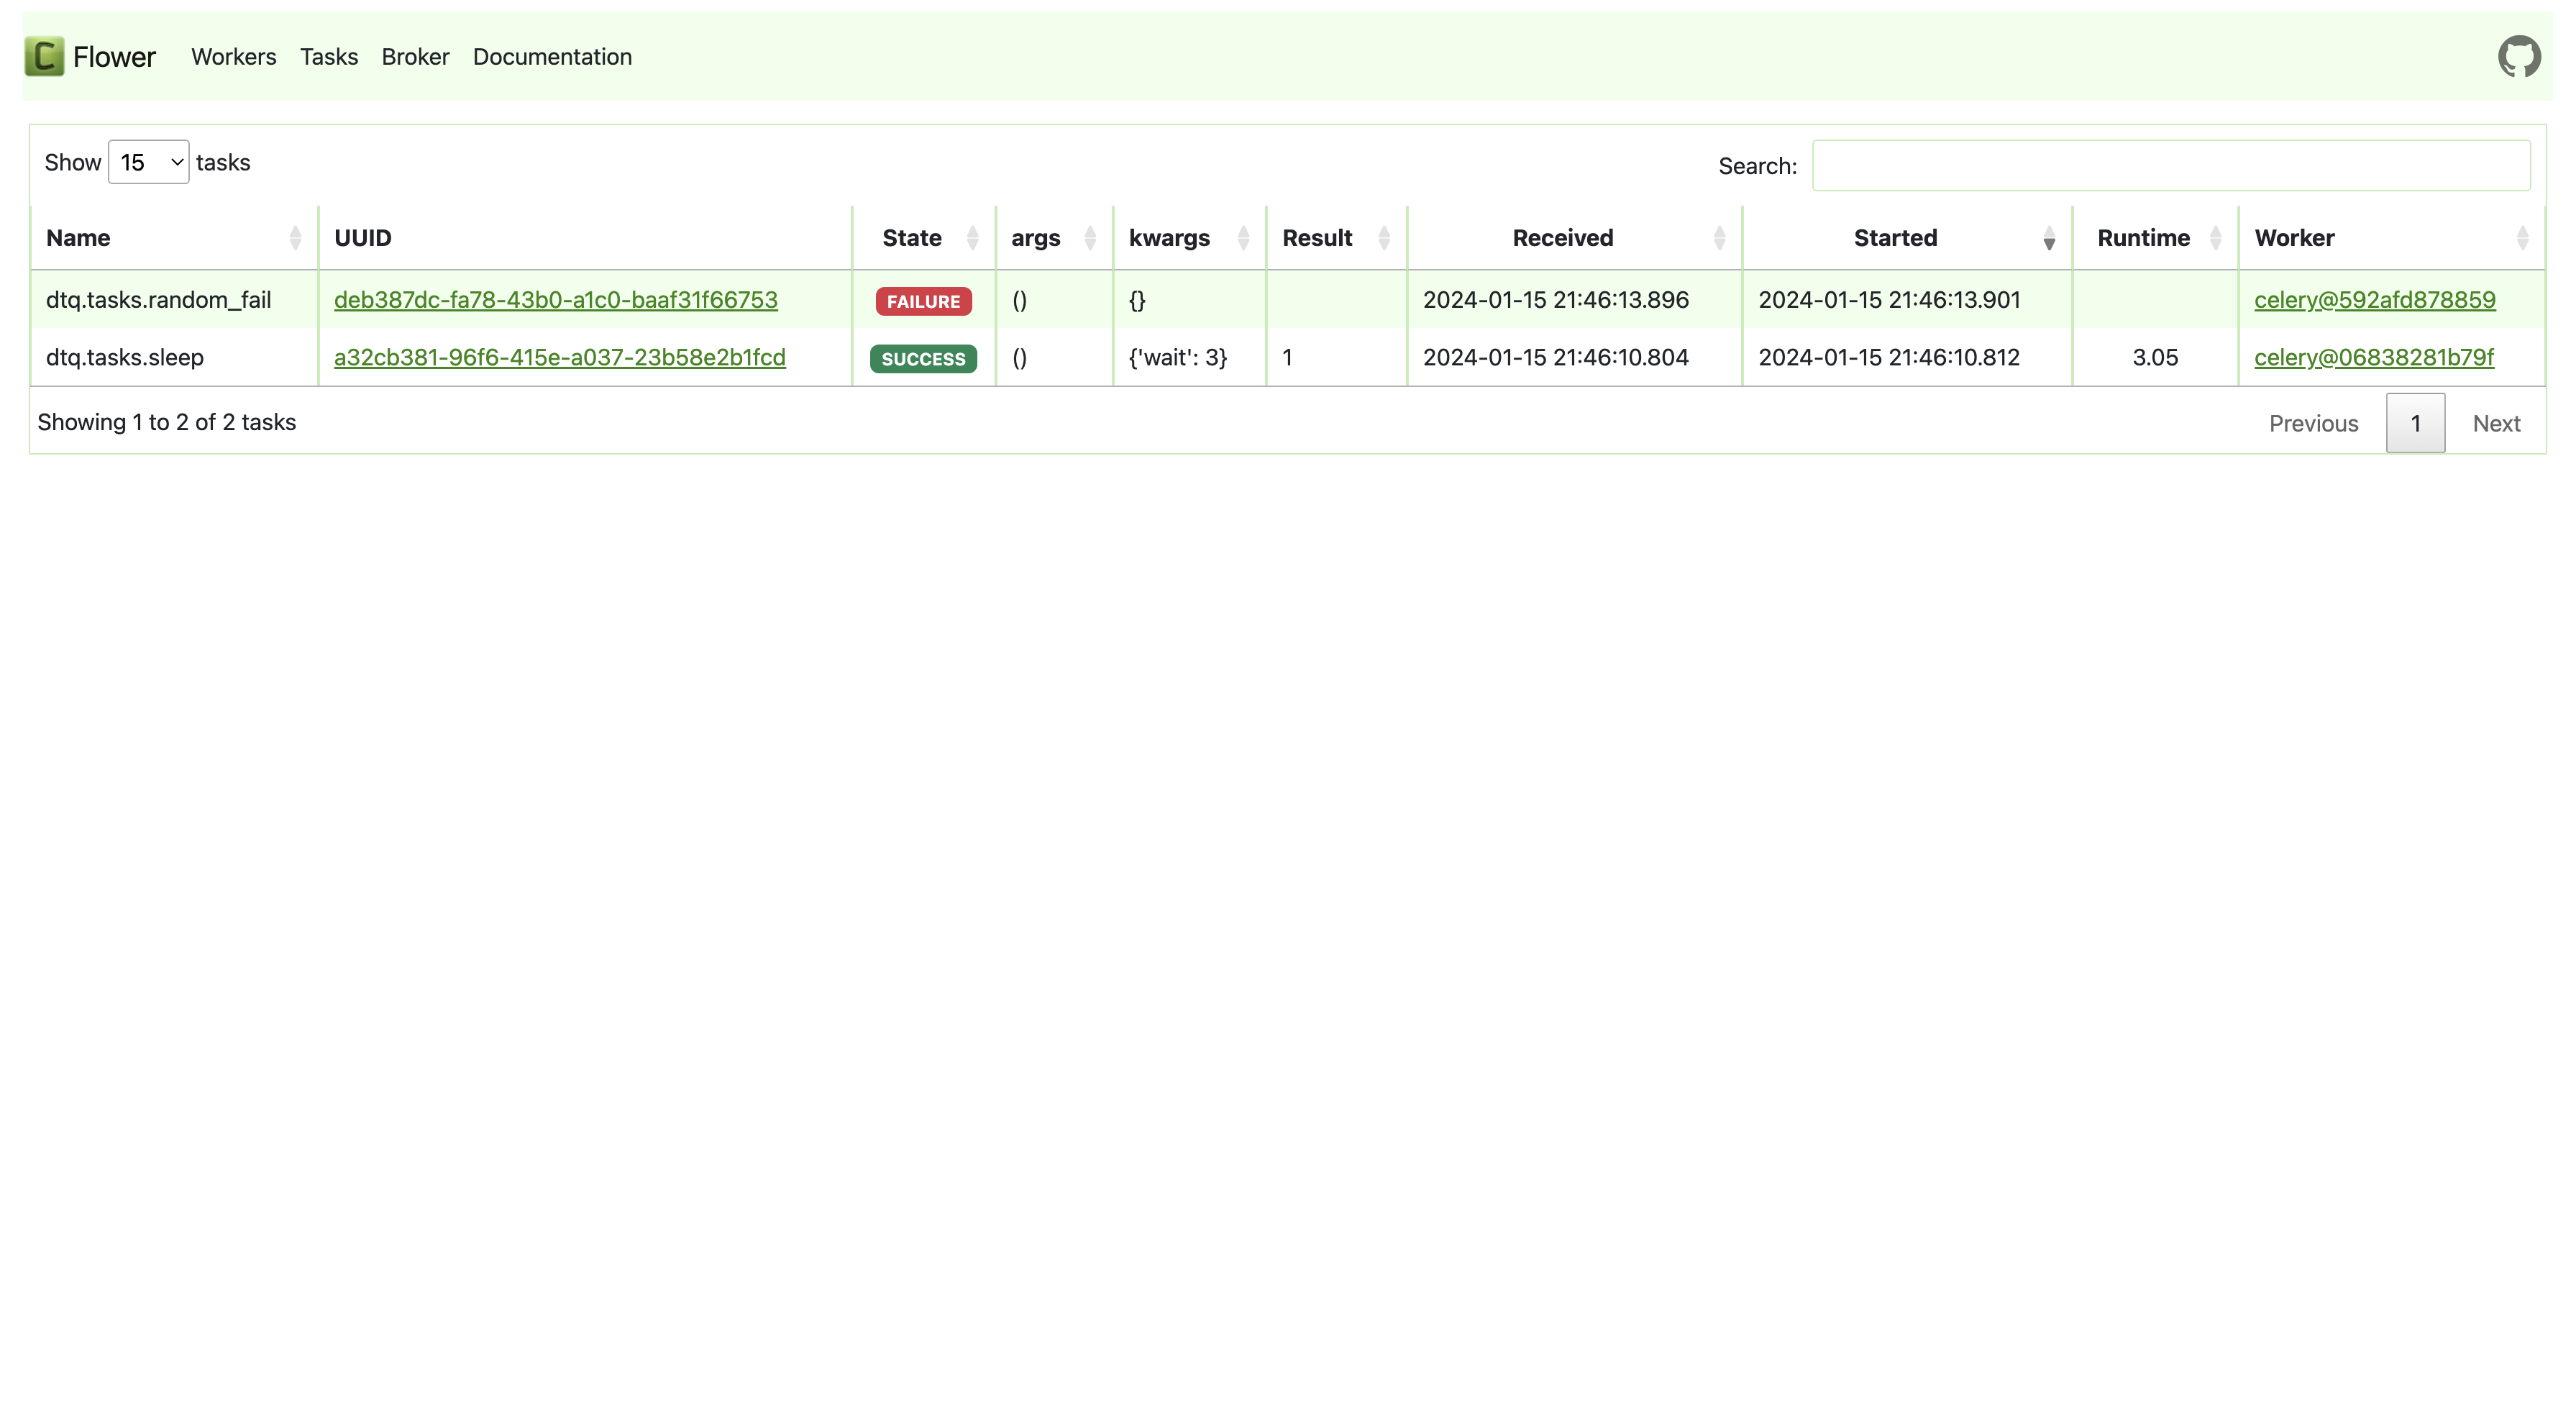 C Flower Workers Tasks Broker Documentation
Show 15 tasks Search:
Name UUID State args kwargs Result Received Started Runtime Worker
dtq.tasks.random_fail deb387dc-fa78-43b0-a1c0-baaf31f66753 FAILURE () {} 2024-01-15 21:46:13.896 2024-01-15 21:46:13.901 celery@592afd878859
dtq.tasks.sleep a32cb381-96f6-415e-a037-23b58e2b1fcd SUCCESS () {'wait': 3} 1 2024-01-15 21:46:10.804 2024-01-15 21:46:10.812 3.05 celery@06838281b79f
Showing 1 to 2 of 2 tasks Previous 1 Next